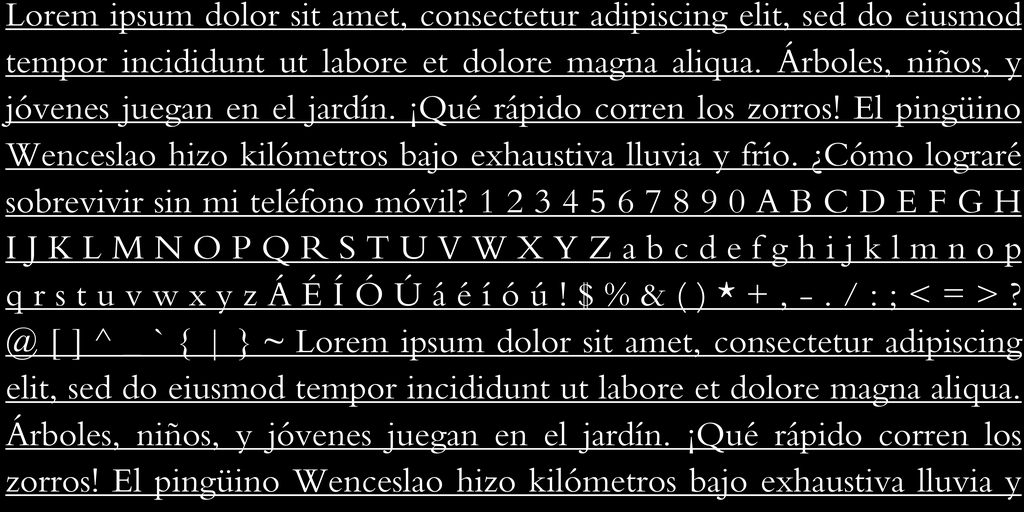 Lorem ipsum dolor sit amet, consectetur adipiscing elit, sed do eiusmod
tempor incididunt ut labore et dolore magna aliqua. Árboles, niños, y
jóvenes juegan en el jardín. ¡Qué rápido corren los zorros! El pingüino
Wenceslao hizo kilómetros bajo exhaustiva lluvia y frío. ¿Cómo lograré
sobrevivir sin mi teléfono móvil? 1 2 3 4 5 6 7 8 9 0 A B C D E F G H
I J K L M N O P Q R S T U V W X Y Z a b c d e f g h i j k l m n o p
q r s t u v w x y z Á É Í Ó Ú á é í ó ú ! $ % & ( ) * + , - . / : ; < = > ?
@ [ ] ^ _ ` { | } ~ Lorem ipsum dolor sit amet, consectetur adipiscing
elit, sed do eiusmod tempor incididunt ut labore et dolore magna aliqua.
Árboles, niños, y jóvenes juegan en el jardín. ¡Qué rápido corren los
zorros! El pingüino Wenceslao hizo kilómetros bajo exhaustiva lluvia y